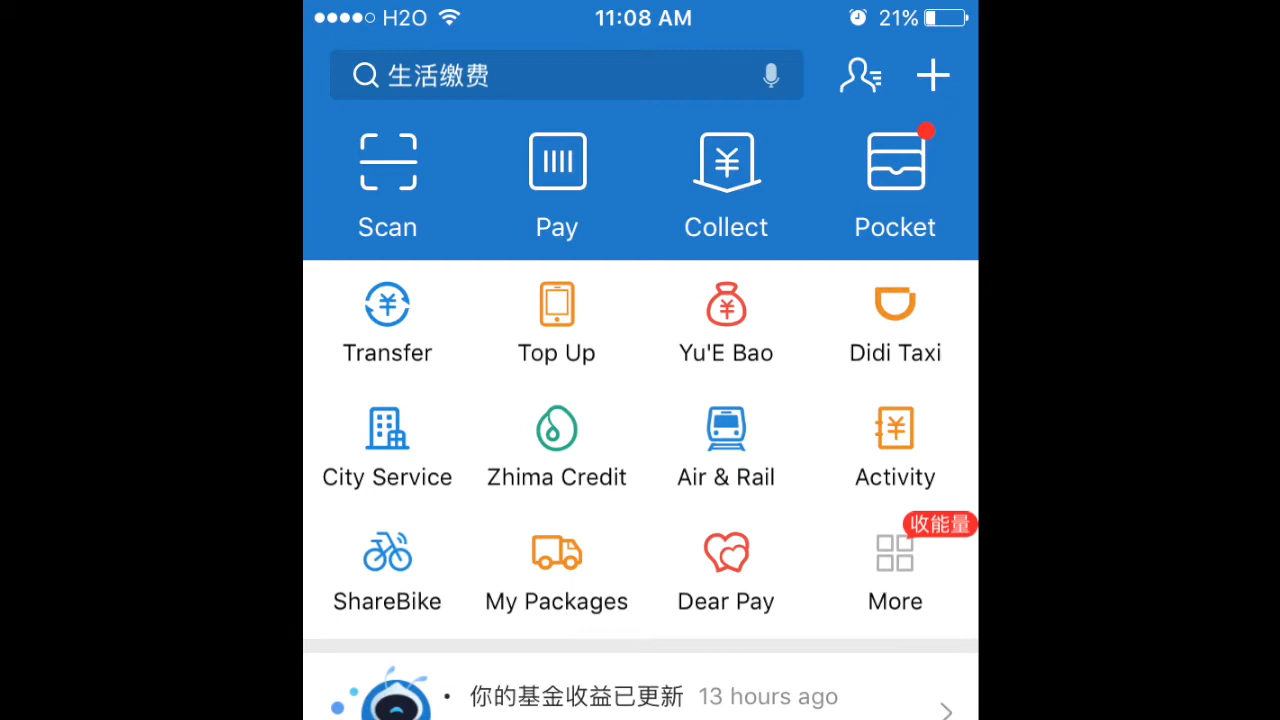 H2O 11:08 AM 21%
生活缴费
Scan Pay Collect Pocket
Transfer Top Up Yu'E Bao Didi Taxi
City Service Zhima Credit Air & Rail Activity
收能量
ShareBike My Packages Dear Pay More
你的基金收益已更新 13 hours ago